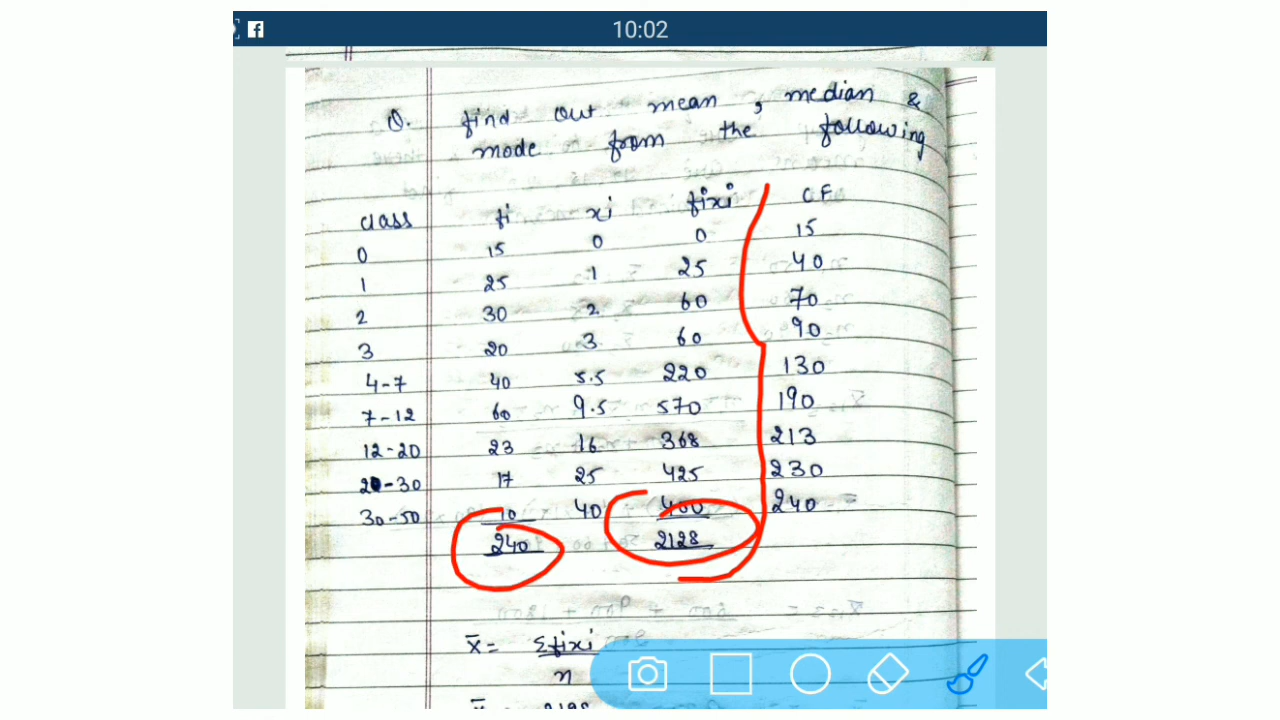 10:02
Q. find out mean, median &
mode from the following
class fi xi fixi CF
0 15 0 0 15
1 25 1 25 40
2 30 2 60 70
3 20 3 60 90
4-7 40 5.5 220 130
7-12 60 9.5 570 190
12-20 23 16 368 213
20-30 17 25 425 230
30-50 10 40 400 240
240 2128
x̄ = Σfixi
n